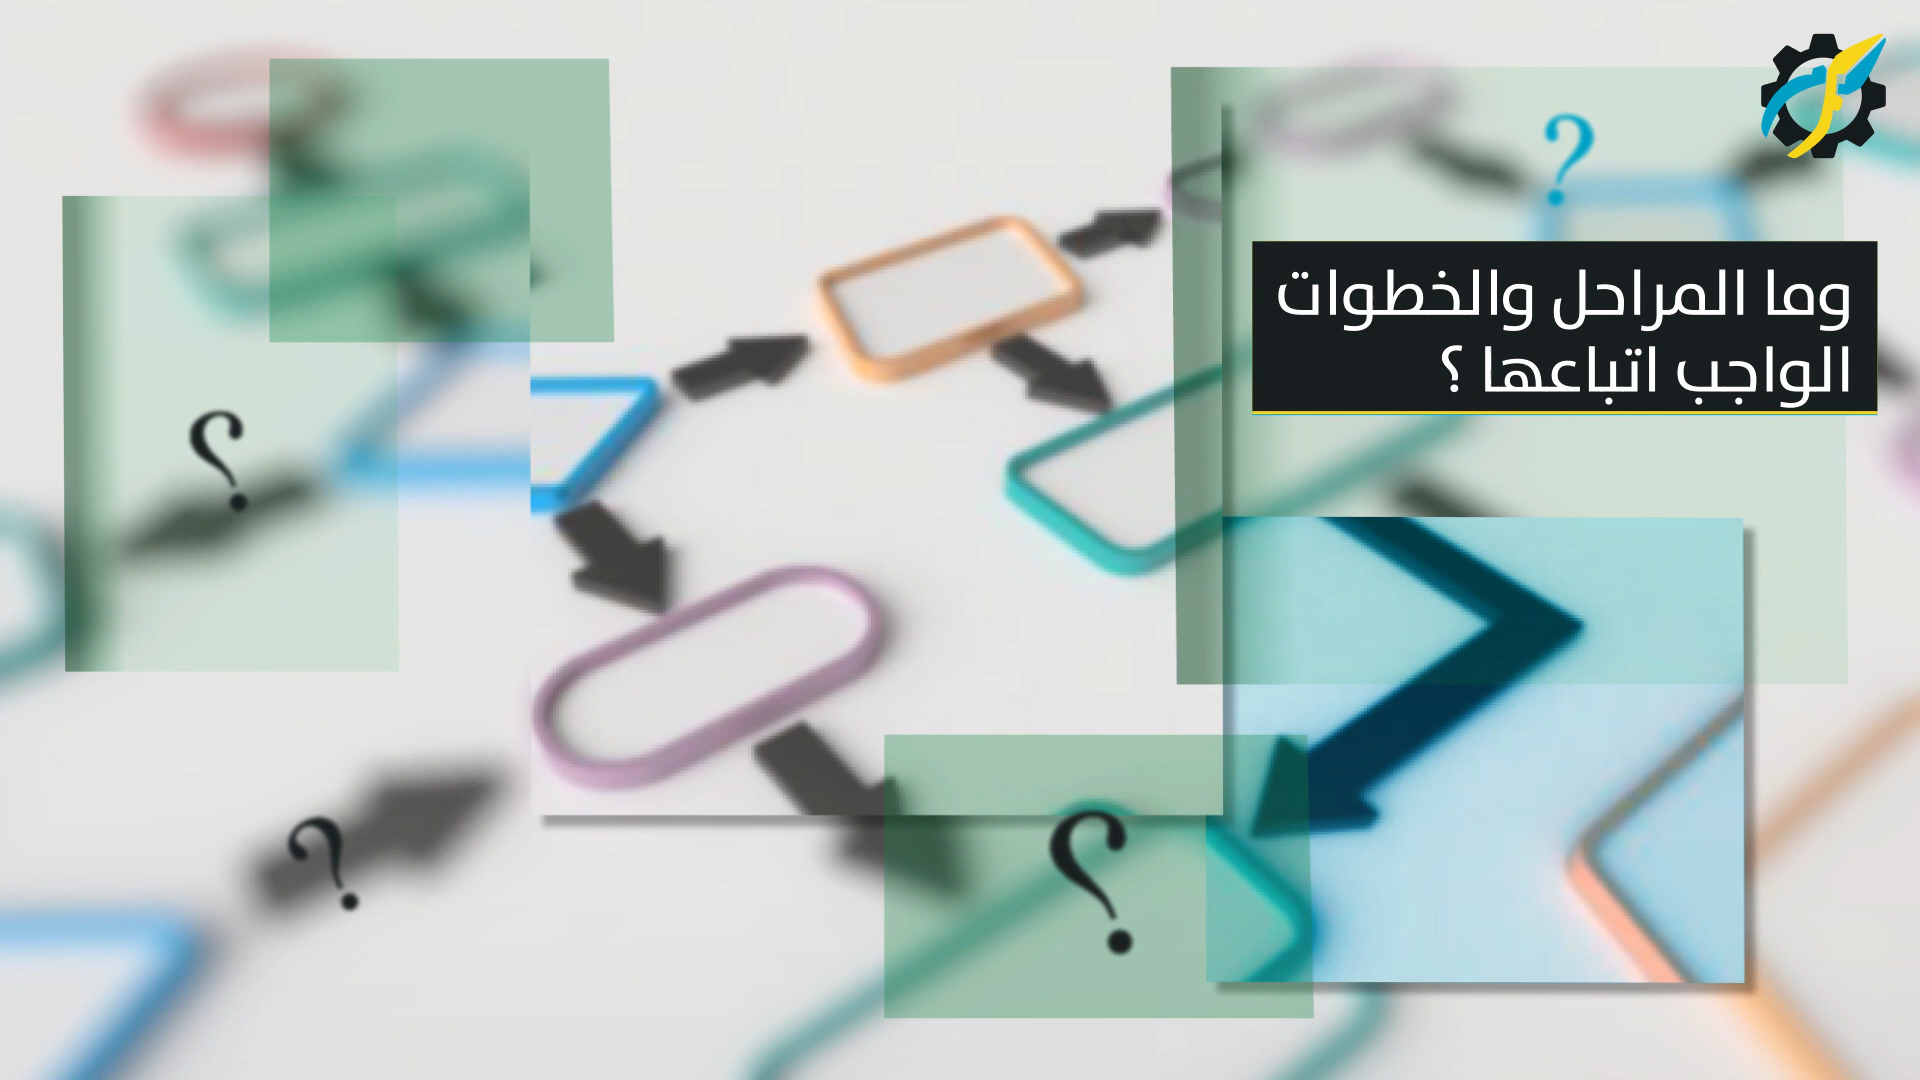 ?
وما المراحل والخطوات
الواجب اتباعها ؟
؟
?
؟